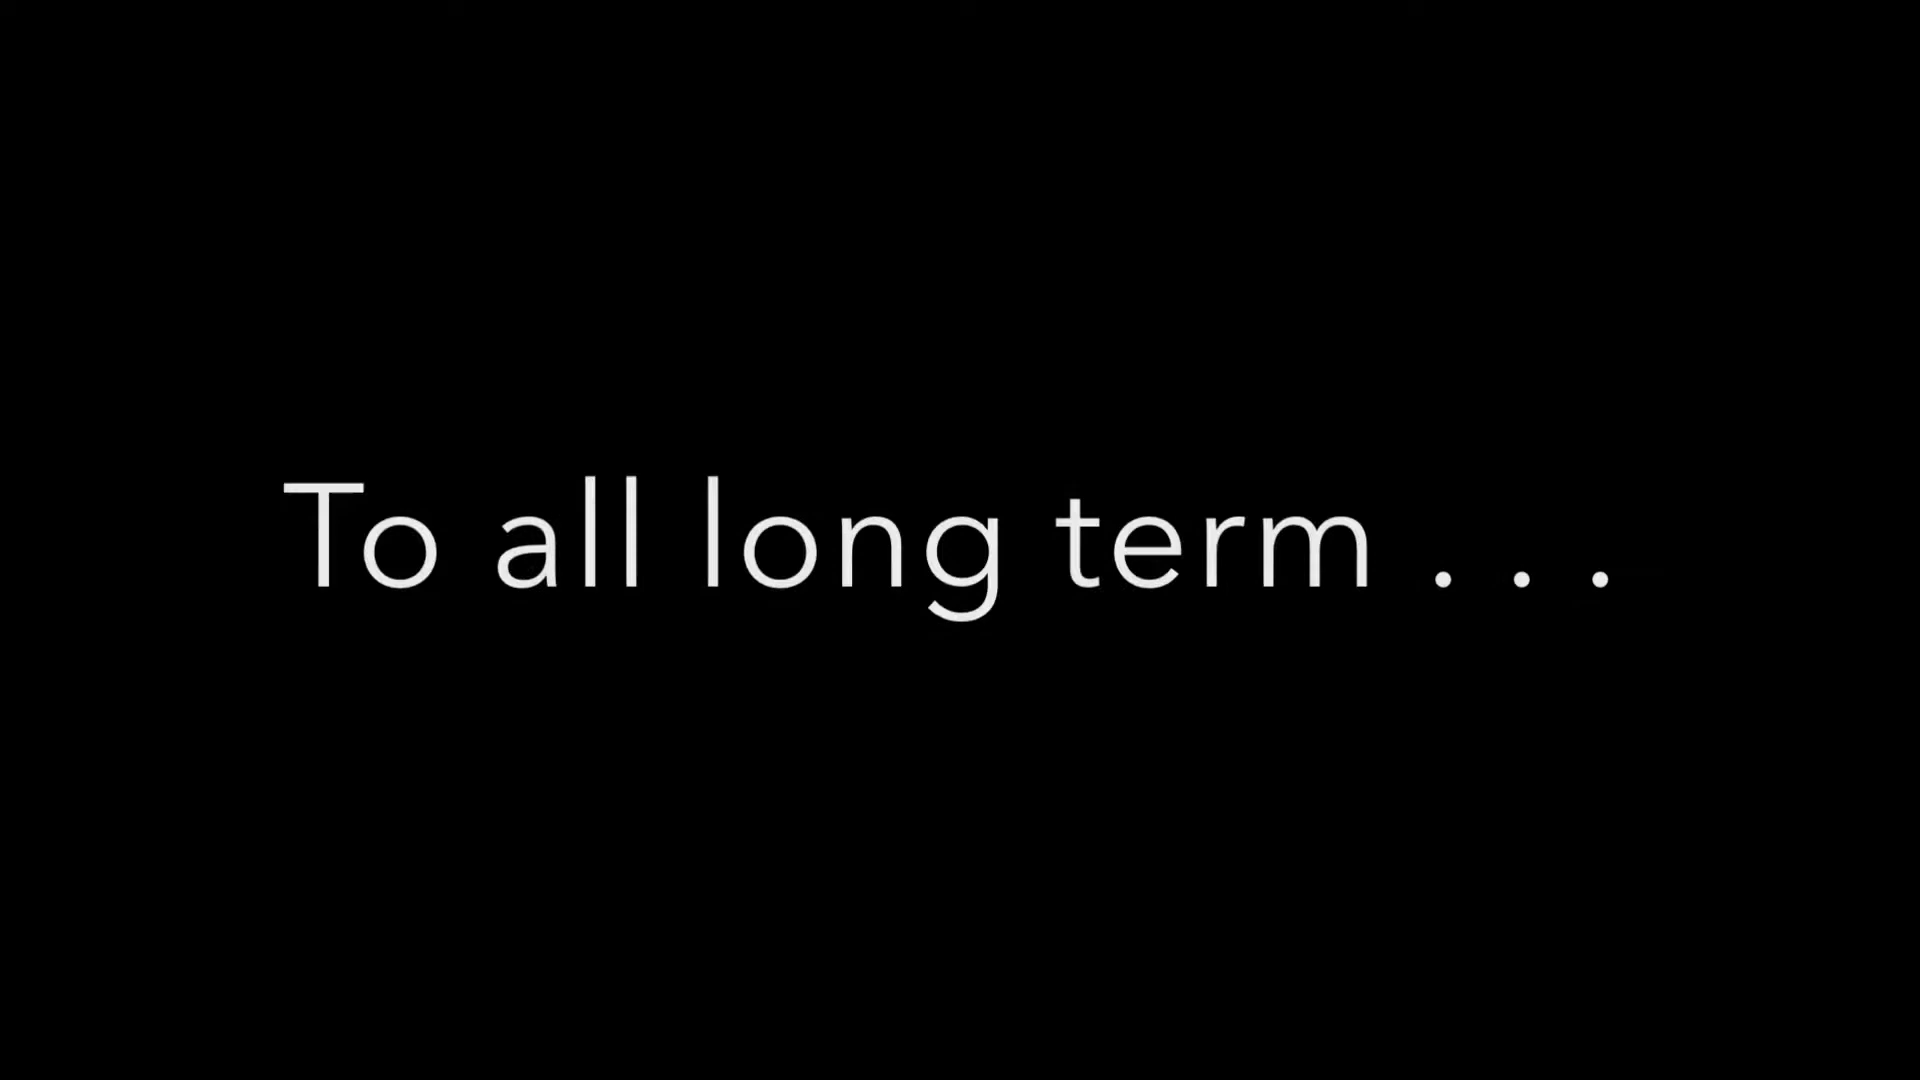 To all long term . . .